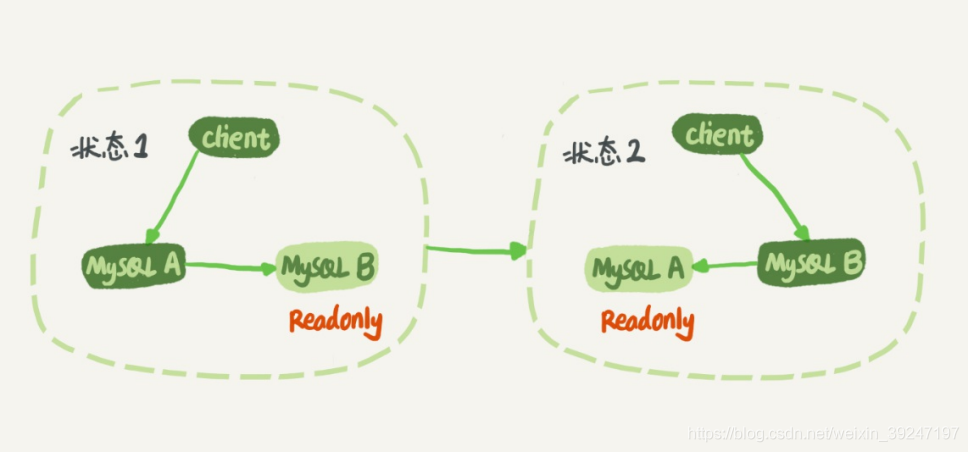 状态1
client
MySQL A
MySQL B
Readonly
状态2
client
MySQL A
MySQL B
Readonly
https://blog.csdn.net/weixin_39247197